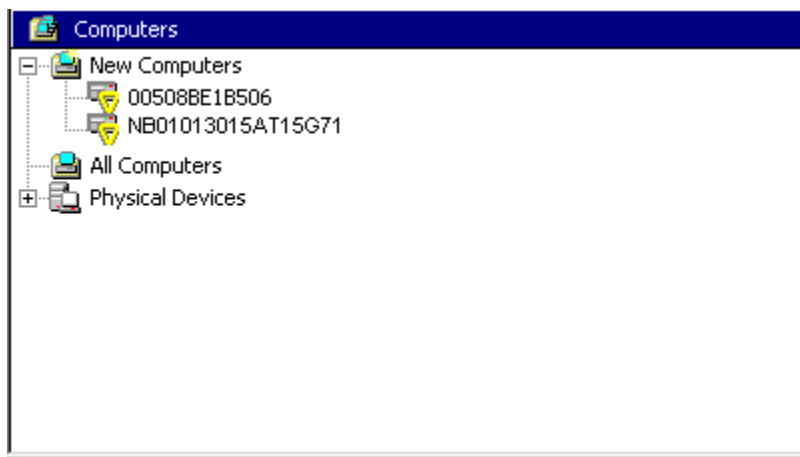 Computers
New Computers
00508BE1B506
NB01013015AT15G71
All Computers
Physical Devices